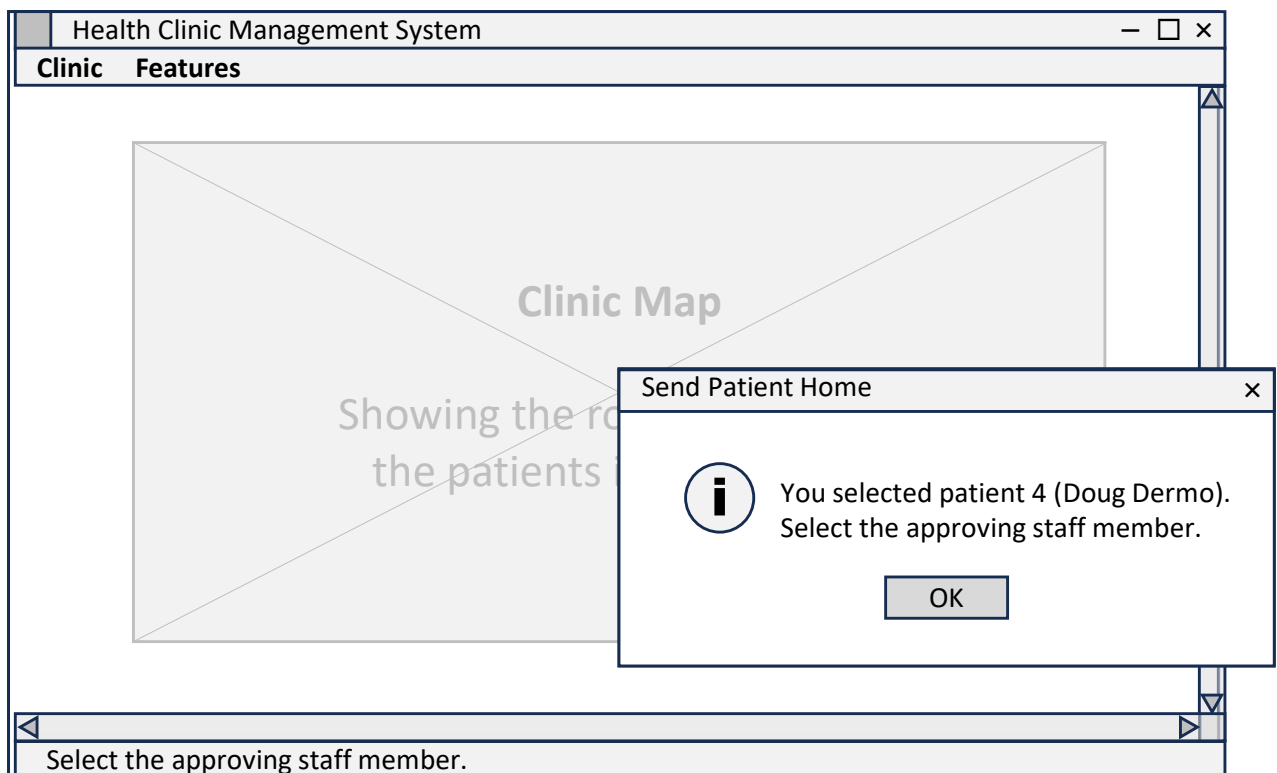 Health Clinic Management System
Clinic Features
Clinic Map
Showing the
the patients
Send Patient Home
You selected patient 4 (Doug Dermo).
Select the approving staff member.
OK
Select the approving staff member.